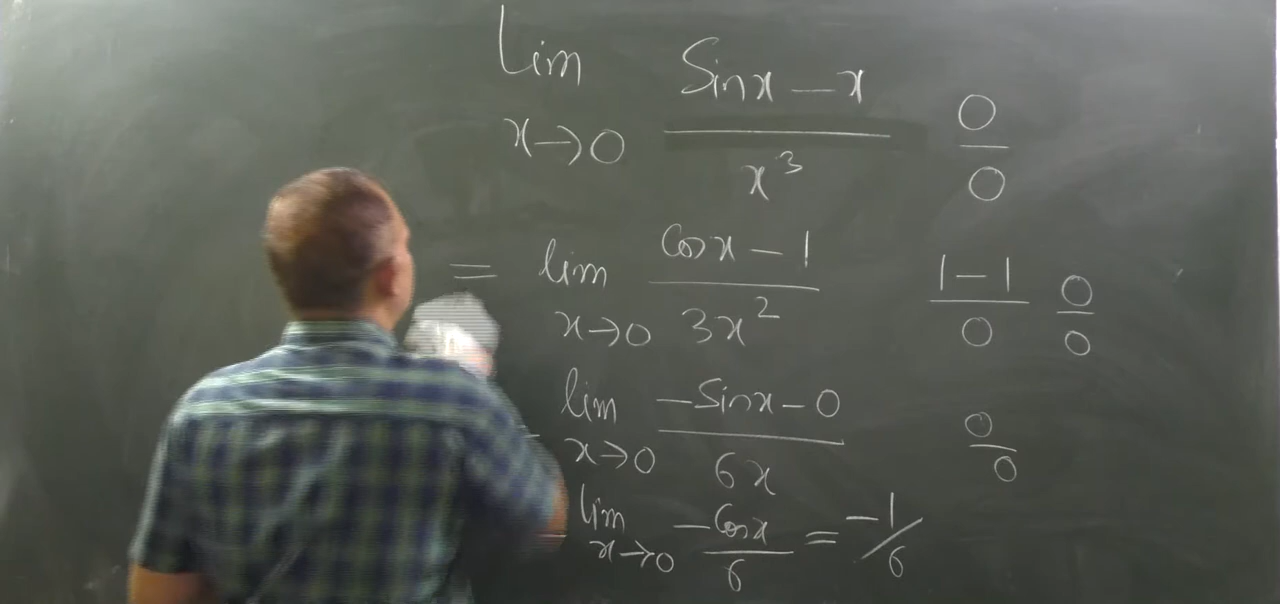 Lim x→0 (Sinx − x)/x³ 0/0
= lim x→0 (Cosx − 1)/3x² (1−1)/0 0/0
lim x→0 (−Sinx − 0)/6x 0/0
lim x→0 −Cosx/6 = −1/6